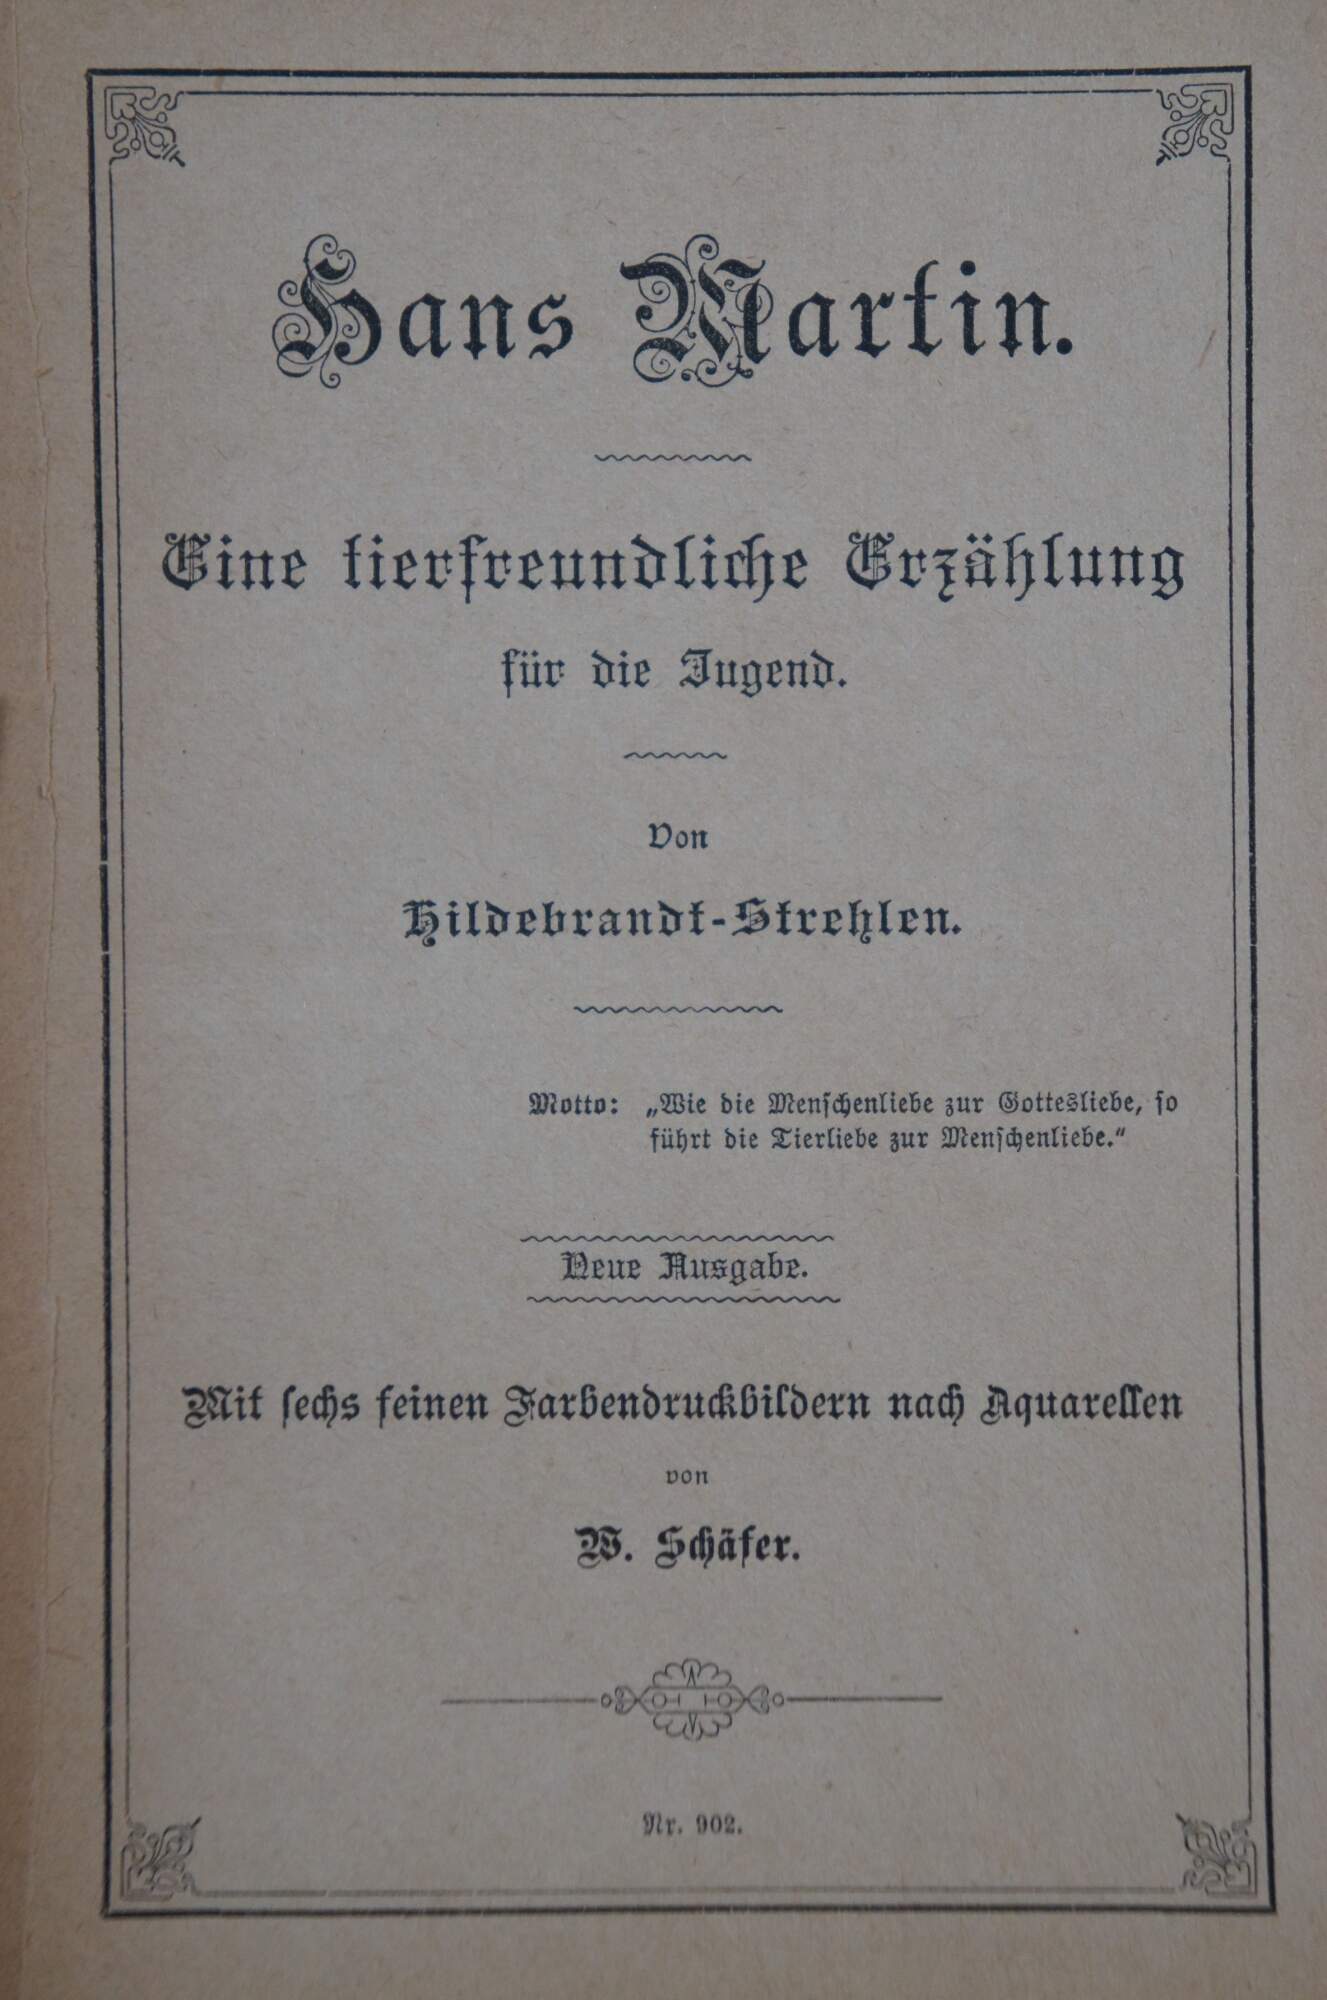 Hans Martin.
Eine tierfreundliche Erzählung
für die Jugend.
Von
Hildebrandt-Strehlen.
Motto: „Wie die Menschenliebe zur Gottesliebe, so
führt die Tierliebe zur Menschenliebe.“
Neue Ausgabe.
Mit sechs feinen Farbendruckbildern nach Aquarellen
von
W. Schäfer.
Nr. 902.